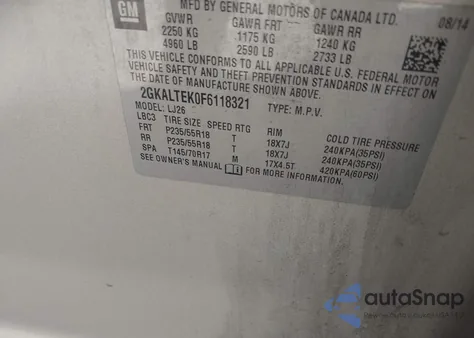 GM
MFD BY GENERAL MOTORS OF CANADA LTD. 08/14
GVWR GAWR FRT GAWR RR
2250 KG 1175 KG 1240 KG
4960 LB 2590 LB 2733 LB
THIS VEHICLE CONFORMS TO ALL APPLICABLE U.S. FEDERAL MOTOR
VEHICLE SAFETY AND THEFT PREVENTION STANDARDS IN EFFECT ON
THE DATE OF MANUFACTURE SHOWN ABOVE.
2GKALTEK0F6118321 TYPE: M.P.V.
MODEL: LJ26
LBC3 TIRE SIZE SPEED RTG RIM COLD TIRE PRESSURE
FRT P235/55R18 T 18X7J 240KPA(35PSI)
RR P235/55R18 T 18X7J 240KPA(35PSI)
SPA T145/70R17 M 17X4.5T 420KPA(60PSI)
SEE OWNER'S MANUAL FOR MORE INFORMATION.
autoSnap